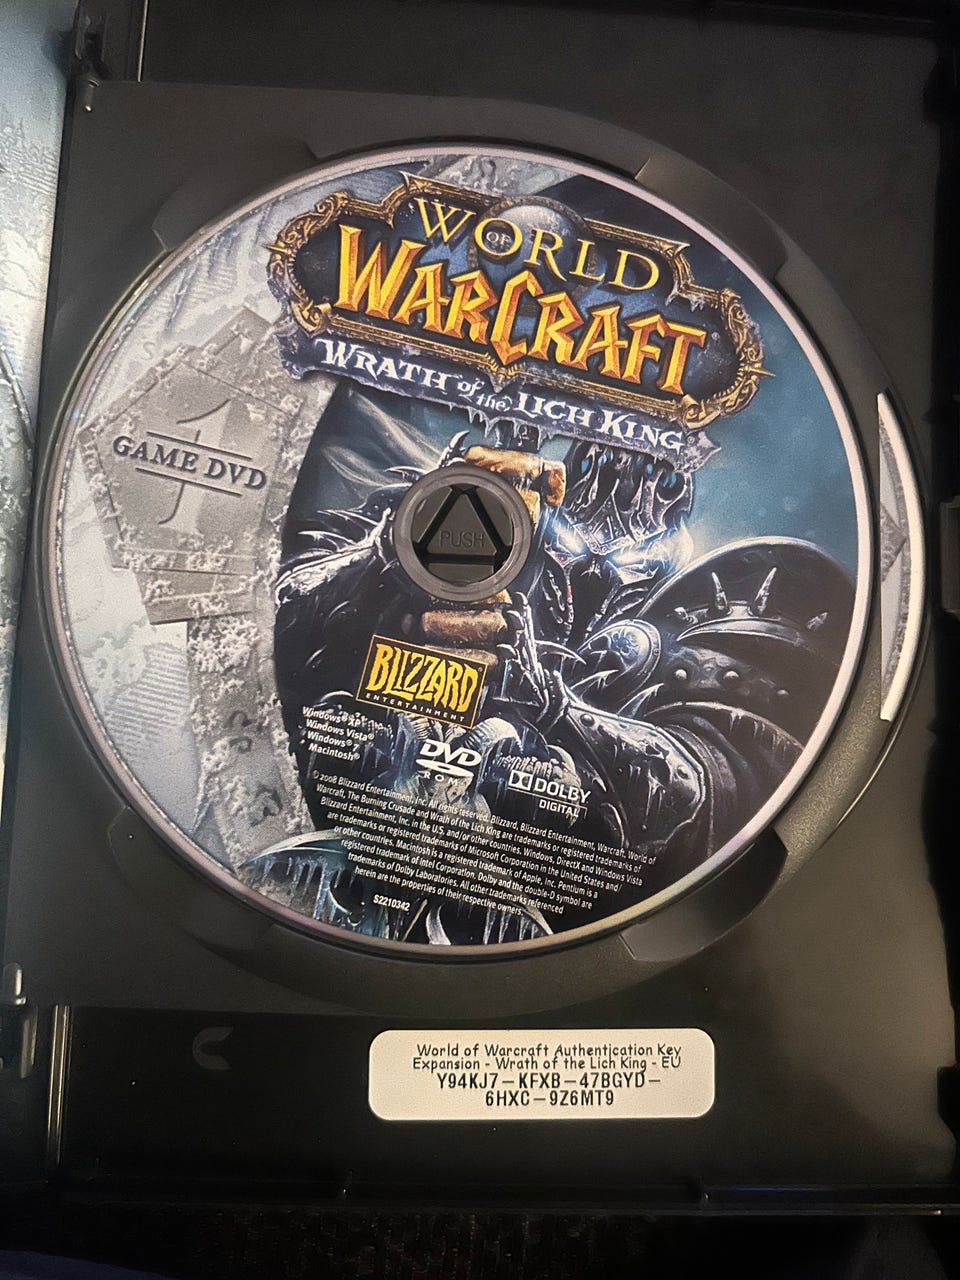 WORLD
OF
WARCRAFT
WRATH of the LICH KING
1
GAME DVD
PUSH
BLIZZARD
ENTERTAINMENT
Windows® XP
Windows Vista®
Windows® 7
Macintosh®
DVD
ROM
DOLBY
DIGITAL
© 2008 Blizzard Entertainment, Inc. All rights reserved. Blizzard, Blizzard Entertainment, Warcraft, World of
Warcraft, The Burning Crusade and Wrath of the Lich King are trademarks or registered trademarks of
Blizzard Entertainment, Inc. in the U.S. and/or other countries. Windows, DirectX and Windows Vista
are trademarks or registered trademarks of Microsoft Corporation in the United States and/
or other countries. Macintosh is a registered trademark of Apple, Inc. Pentium is a
registered trademark of Intel Corporation. Dolby and the double-D symbol are
trademarks of Dolby Laboratories. All other trademarks referenced
herein are the properties of their respective owners.
S2210342
World of Warcraft Authentication Key
Expansion - Wrath of the Lich King - EU
Y94KJ7-KFXB-47BGYD-
6HXC-9Z6MT9